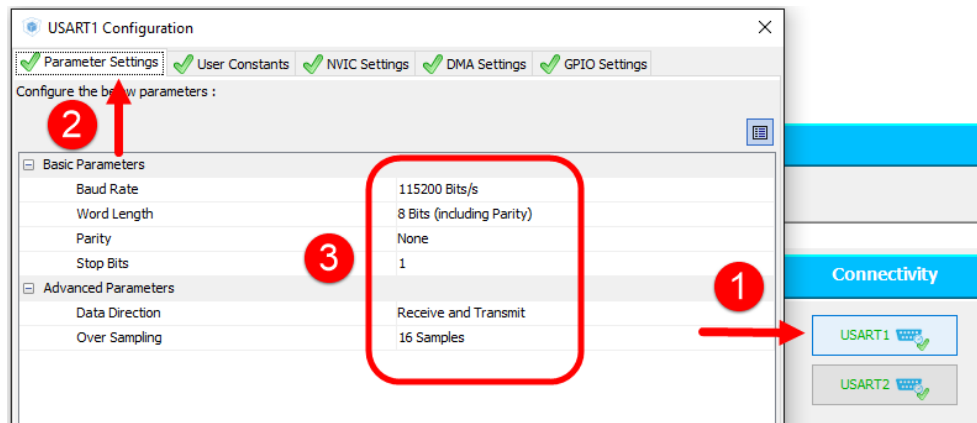 USART1 Configuration
Parameter Settings User Constants NVIC Settings DMA Settings GPIO Settings
Configure the below parameters :
2
Basic Parameters
Baud Rate 115200 Bits/s
Word Length 8 Bits (including Parity)
Parity None
Stop Bits 1
3
Advanced Parameters
Data Direction Receive and Transmit
Over Sampling 16 Samples
1
Connectivity
USART1
USART2